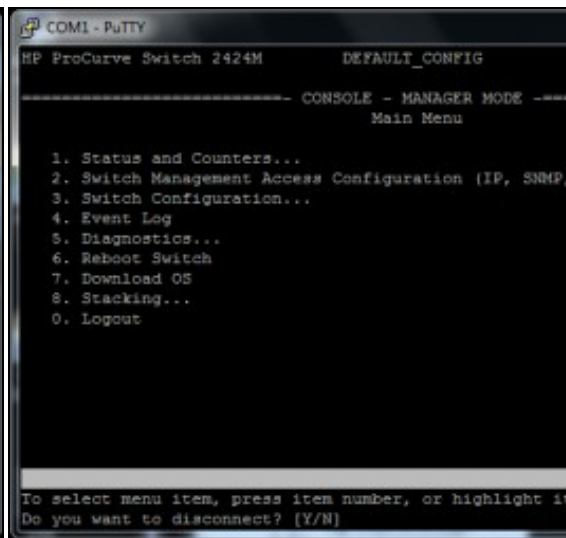 COM1 - PuTTY
HP ProCurve Switch 2424M DEFAULT_CONFIG
==========================- CONSOLE - MANAGER MODE -==
Main Menu
1. Status and Counters...
2. Switch Management Access Configuration (IP, SNMP,
3. Switch Configuration...
4. Event Log
5. Diagnostics...
6. Reboot Switch
7. Download OS
8. Stacking...
0. Logout
To select menu item, press item number, or highlight it
Do you want to disconnect? [Y/N]